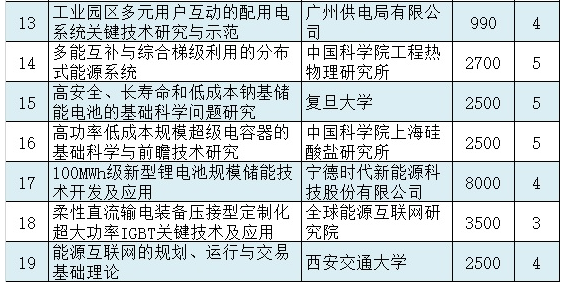 13 工业园区多元用户互动的配用电 广州供电局有限公 990 4
系统关键技术研究与示范 司
14 多能互补与综合梯级利用的分布 中国科学院工程热 2700 5
式能源系统 物理研究所
15 高安全、长寿命和低成本钠基储 复旦大学 2500 5
能电池的基础科学问题研究
16 高功率低成本规模超级电容器的 中国科学院上海硅 2500 5
基础科学与前瞻技术研究 酸盐研究所
17 100MWh级新型锂电池规模储能技 宁德时代新能源科 8000 4
术开发及应用 技股份有限公司
18 柔性直流输电装备压接型定制化 全球能源互联网研 3500 3
超大功率IGBT关键技术及应用 究院
19 能源互联网的规划、运行与交易 西安交通大学 2500 4
基础理论